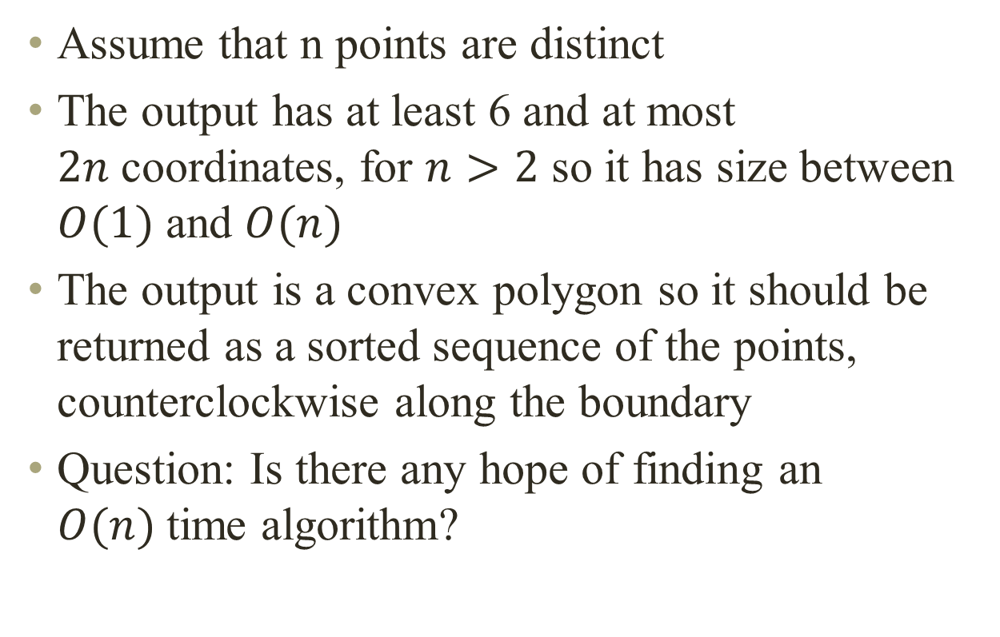 • Assume that n points are distinct
• The output has at least 6 and at most
2n coordinates, for n > 2 so it has size between
O(1) and O(n)
• The output is a convex polygon so it should be
returned as a sorted sequence of the points,
counterclockwise along the boundary
• Question: Is there any hope of finding an
O(n) time algorithm?